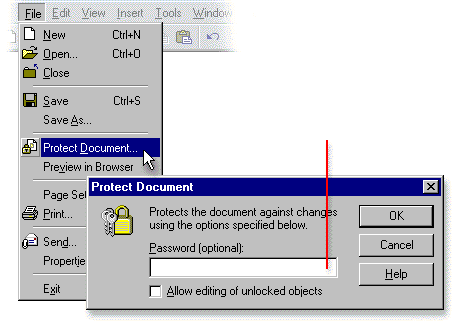 File Edit View Insert Tools Window
New Ctrl+N
Open... Ctrl+O
Close
Save Ctrl+S
Save As...
Protect Document...
Preview in Browser
Page Se
Print...
Send...
Propertie
Exit
Protect Document
Protects the document against changes
using the options specified below.
Password (optional):
Allow editing of unlocked objects
OK
Cancel
Help